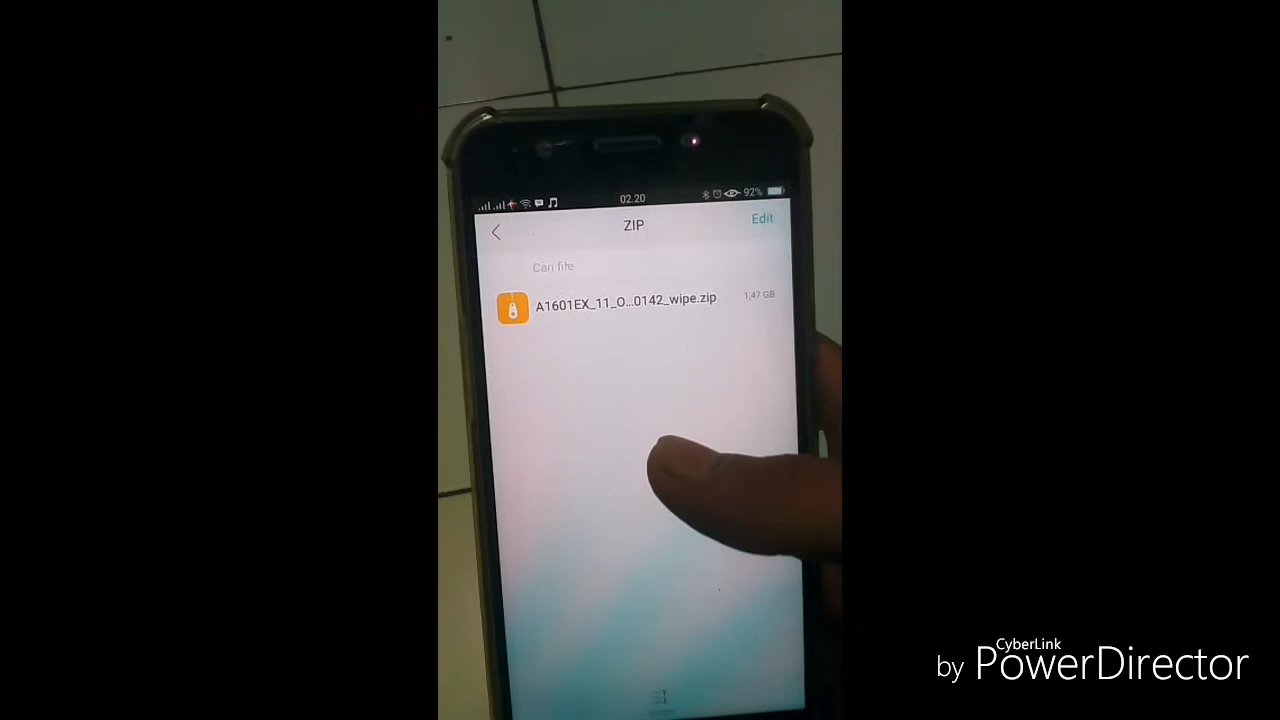 02.20
92%
ZIP
Edit
Cari file
A1601EX_11_O...0142_wipe.zip
1,47 GB
CyberLink
by PowerDirector